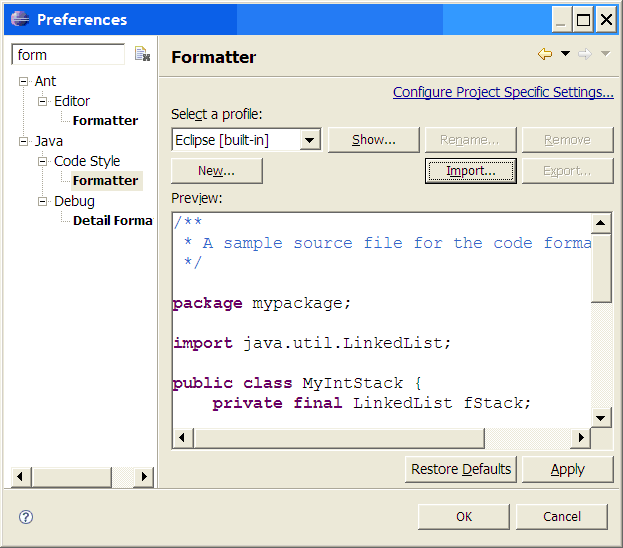 Preferences
form
Ant
Editor
Formatter
Java
Code Style
Formatter
Debug
Detail Forma
Formatter
Configure Project Specific Settings...
Select a profile:
Eclipse [built-in]
Show...
Rename...
Remove
New...
Import...
Export...
Preview:
/**
 * A sample source file for the code forma
 */
package mypackage;
import java.util.LinkedList;
public class MyIntStack {
    private final LinkedList fStack;
Restore Defaults
Apply
OK
Cancel